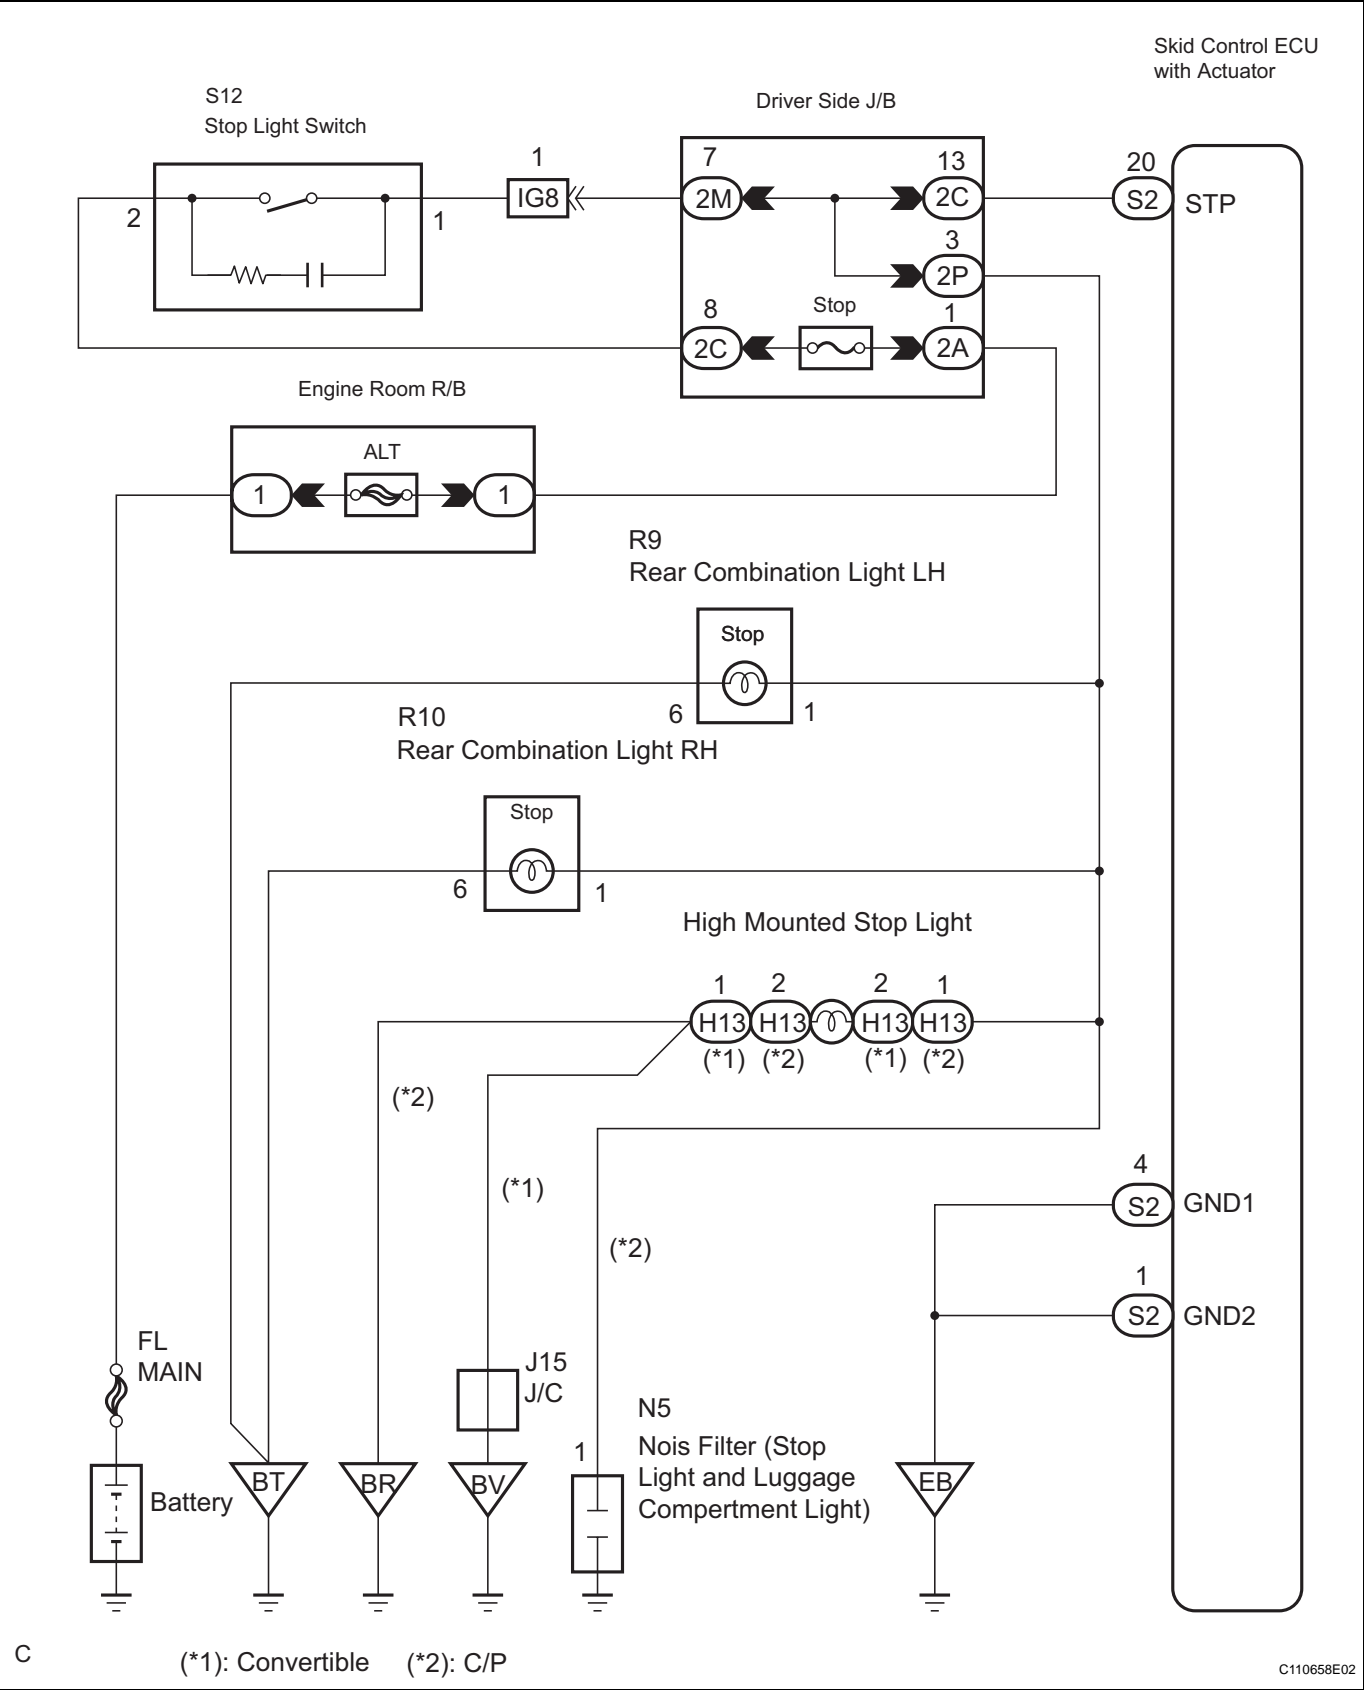 Skid Control ECU
with Actuator
S12
Stop Light Switch
Driver Side J/B
1
7
13
20
IG8
2M
2C
S2
STP
2
1
3
2P
8
Stop
1
2C
2A
Engine Room R/B
ALT
1
1
R9
Rear Combination Light LH
Stop
6
1
R10
Rear Combination Light RH
Stop
6
1
High Mounted Stop Light
1
2
2
1
H13
H13
H13
H13
(*1)
(*2)
(*1)
(*2)
(*2)
(*1)
(*2)
4
S2
GND1
1
S2
GND2
FL
MAIN
J15
J/C
N5
1
Nois Filter (Stop
Light and Luggage
Compartment Light)
Battery
BT
BR
BV
EB
C
(*1): Convertible
(*2): C/P
C110658E02